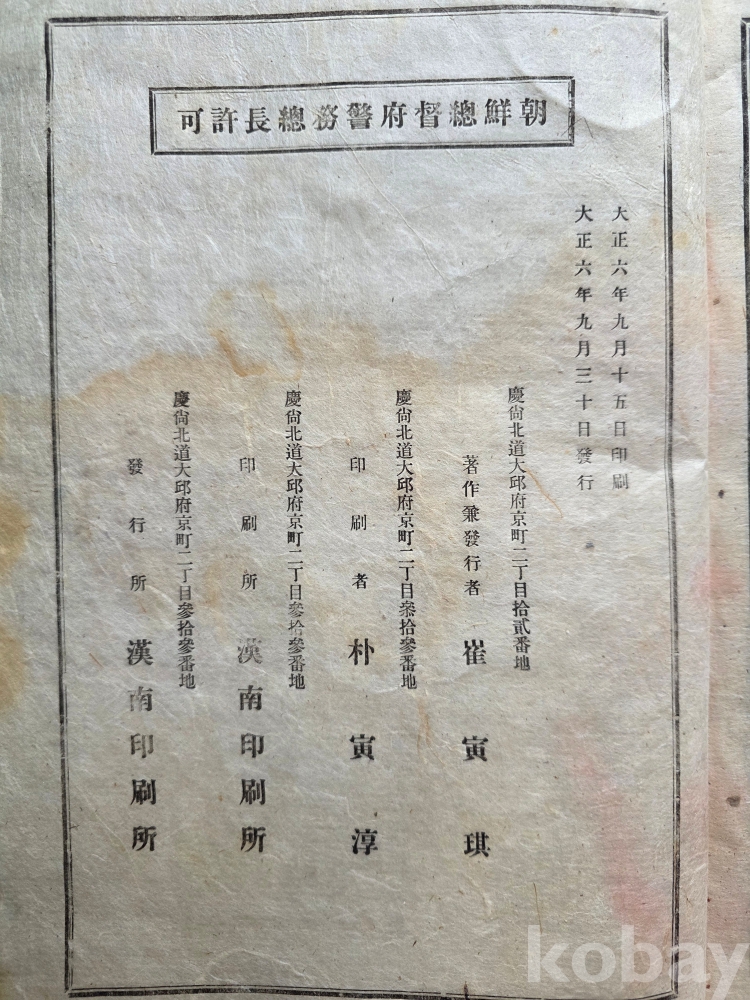 朝鮮總督府警務總長許可
大正六年九月十五日印刷
大正六年九月三十日發行
慶尙北道大邱府京町二丁目拾貳番地
著作兼發行者 崔寅琪
慶尙北道大邱府京町二丁目參拾參番地
印刷者 朴寅淳
慶尙北道大邱府京町二丁目參拾參番地
印刷所 漢南印刷所
慶尙北道大邱府京町二丁目參拾參番地
發行所 漢南印刷所
kobay